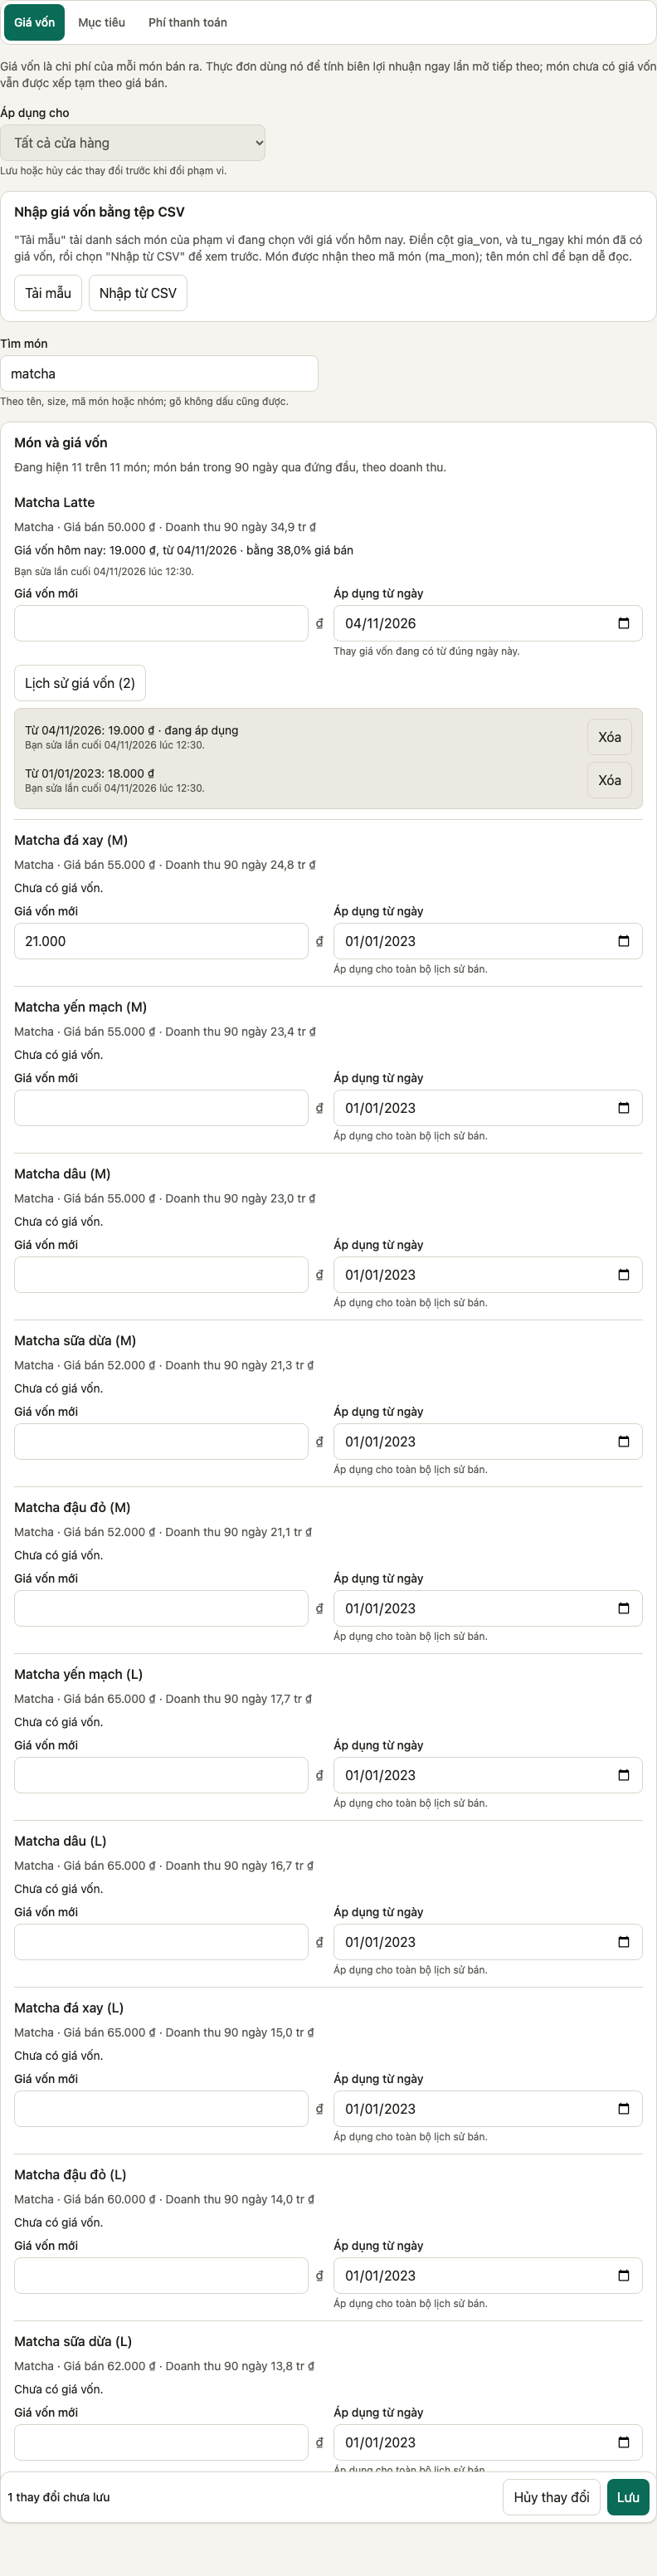 Giá vốn
Mục tiêu
Phí thanh toán
Giá vốn là chi phí của mỗi món bán ra. Thực đơn dùng nó để tính biên lợi nhuận ngay lần mở tiếp theo; món chưa có giá vốn
vẫn được xếp tạm theo giá bán.
Áp dụng cho
Tất cả cửa hàng
Lưu hoặc hủy các thay đổi trước khi đổi phạm vi.
Nhập giá vốn bằng tệp CSV
"Tải mẫu" tải danh sách món của phạm vi đang chọn với giá vốn hôm nay. Điền cột gia_von, và tu_ngay khi món đã có
giá vốn, rồi chọn "Nhập từ CSV" để xem trước. Món được nhận theo mã món (ma_mon); tên món chỉ để bạn dễ đọc.
Tải mẫu
Nhập từ CSV
Tìm món
matcha
Theo tên, size, mã món hoặc nhóm; gõ không dấu cũng được.
Món và giá vốn
Đang hiện 11 trên 11 món; món bán trong 90 ngày qua đứng đầu, theo doanh thu.
Matcha Latte
Matcha · Giá bán 50.000 ₫ · Doanh thu 90 ngày 34,9 tr ₫
Giá vốn hôm nay: 19.000 ₫, từ 04/11/2026 · bằng 38,0% giá bán
Bạn sửa lần cuối 04/11/2026 lúc 12:30.
Giá vốn mới
Áp dụng từ ngày
₫
04/11/2026
Thay giá vốn đang có từ đúng ngày này.
Lịch sử giá vốn (2)
Từ 04/11/2026: 19.000 ₫ · đang áp dụng
Bạn sửa lần cuối 04/11/2026 lúc 12:30.
Xóa
Từ 01/01/2023: 18.000 ₫
Bạn sửa lần cuối 04/11/2026 lúc 12:30.
Xóa
Matcha đá xay (M)
Matcha · Giá bán 55.000 ₫ · Doanh thu 90 ngày 24,8 tr ₫
Chưa có giá vốn.
Giá vốn mới
Áp dụng từ ngày
21.000 ₫
01/01/2023
Áp dụng cho toàn bộ lịch sử bán.
Matcha yến mạch (M)
Matcha · Giá bán 55.000 ₫ · Doanh thu 90 ngày 23,4 tr ₫
Chưa có giá vốn.
Giá vốn mới
Áp dụng từ ngày
₫
01/01/2023
Áp dụng cho toàn bộ lịch sử bán.
Matcha dâu (M)
Matcha · Giá bán 55.000 ₫ · Doanh thu 90 ngày 23,0 tr ₫
Chưa có giá vốn.
Giá vốn mới
Áp dụng từ ngày
₫
01/01/2023
Áp dụng cho toàn bộ lịch sử bán.
Matcha sữa dừa (M)
Matcha · Giá bán 52.000 ₫ · Doanh thu 90 ngày 21,3 tr ₫
Chưa có giá vốn.
Giá vốn mới
Áp dụng từ ngày
₫
01/01/2023
Áp dụng cho toàn bộ lịch sử bán.
Matcha đậu đỏ (M)
Matcha · Giá bán 52.000 ₫ · Doanh thu 90 ngày 21,1 tr ₫
Chưa có giá vốn.
Giá vốn mới
Áp dụng từ ngày
₫
01/01/2023
Áp dụng cho toàn bộ lịch sử bán.
Matcha yến mạch (L)
Matcha · Giá bán 65.000 ₫ · Doanh thu 90 ngày 17,7 tr ₫
Chưa có giá vốn.
Giá vốn mới
Áp dụng từ ngày
₫
01/01/2023
Áp dụng cho toàn bộ lịch sử bán.
Matcha dâu (L)
Matcha · Giá bán 65.000 ₫ · Doanh thu 90 ngày 16,7 tr ₫
Chưa có giá vốn.
Giá vốn mới
Áp dụng từ ngày
₫
01/01/2023
Áp dụng cho toàn bộ lịch sử bán.
Matcha đá xay (L)
Matcha · Giá bán 65.000 ₫ · Doanh thu 90 ngày 15,0 tr ₫
Chưa có giá vốn.
Giá vốn mới
Áp dụng từ ngày
₫
01/01/2023
Áp dụng cho toàn bộ lịch sử bán.
Matcha đậu đỏ (L)
Matcha · Giá bán 60.000 ₫ · Doanh thu 90 ngày 14,0 tr ₫
Chưa có giá vốn.
Giá vốn mới
Áp dụng từ ngày
₫
01/01/2023
Áp dụng cho toàn bộ lịch sử bán.
Matcha sữa dừa (L)
Matcha · Giá bán 62.000 ₫ · Doanh thu 90 ngày 13,8 tr ₫
Chưa có giá vốn.
Giá vốn mới
Áp dụng từ ngày
₫
01/01/2023
Áp dụng cho toàn bộ lịch sử bán.
1 thay đổi chưa lưu
Hủy thay đổi
Lưu